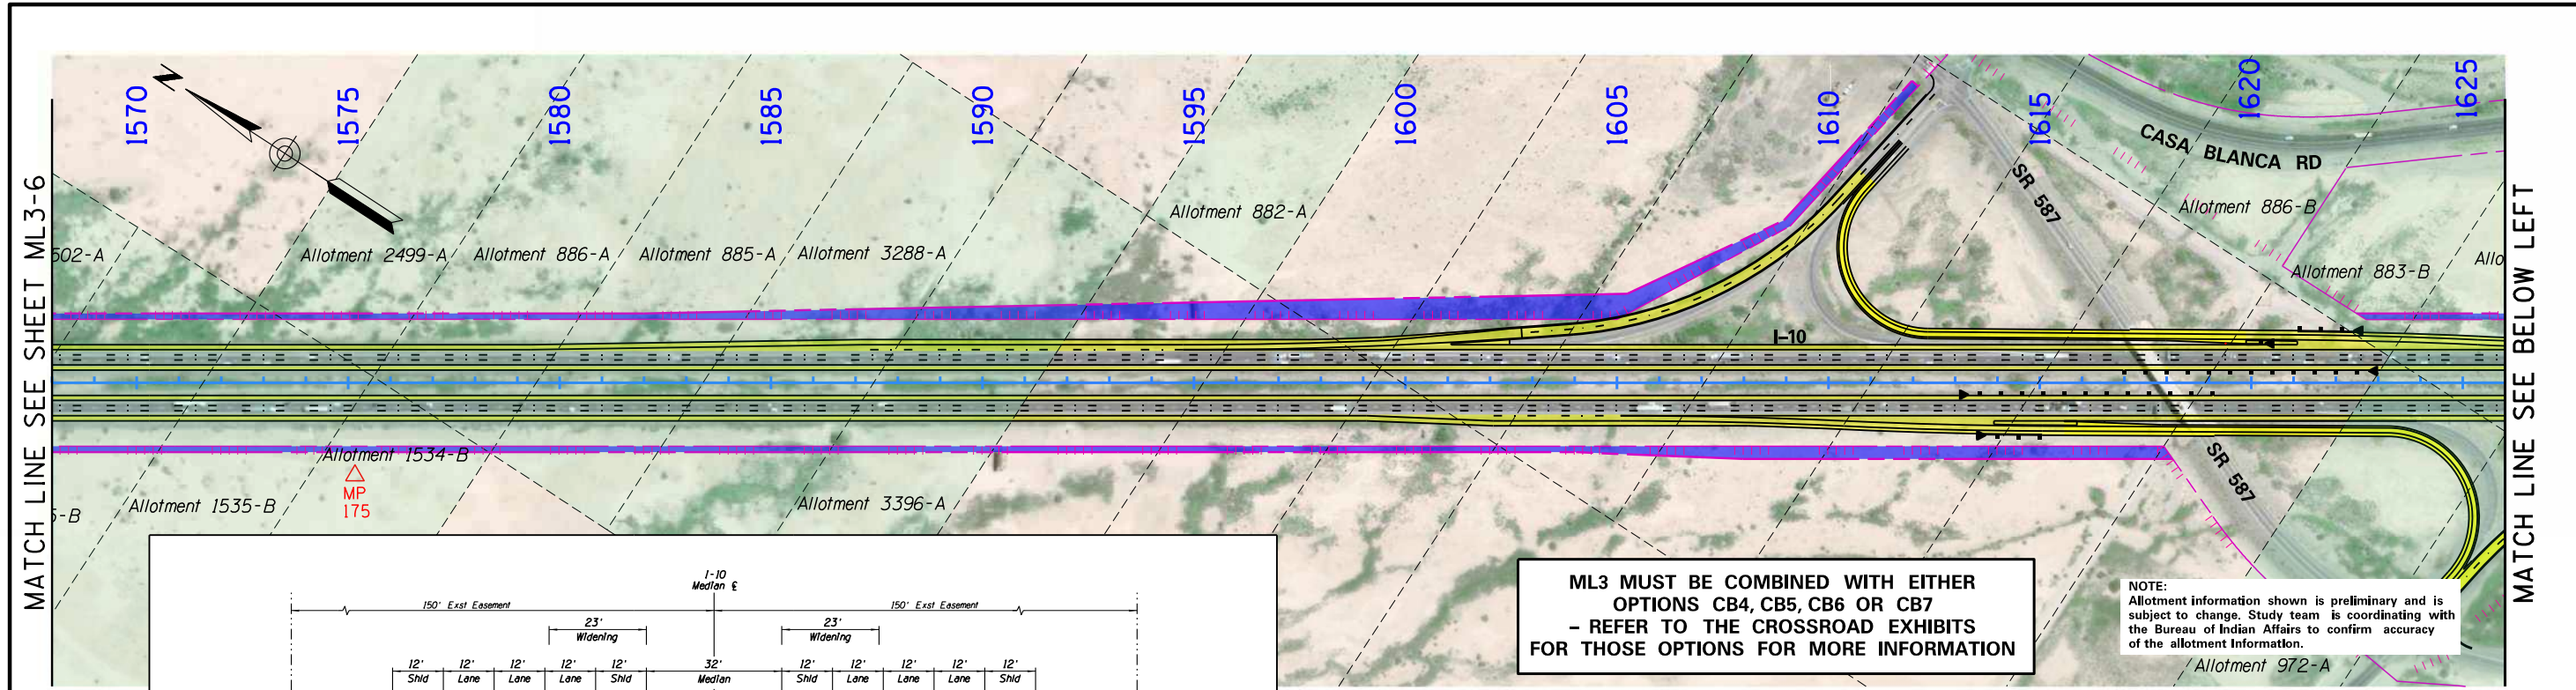 MATCH LINE SEE SHEET ML3-6
N
1570
1575
1580
1585
1590
1595
1600
1605
1610
1615
1620
1625
CASA BLANCA RD
SR 587
Allotment 882-A
Allotment 886-B
502-A
Allotment 2499-A
Allotment 886-A
Allotment 885-A
Allotment 3288-A
Allotment 883-B
Allo
I-10
MATCH LINE SEE BELOW LEFT
Allotment 1534-B
MP
175
5-B
Allotment 1535-B
Allotment 3396-A
SR 587
I-10
Median ℄
150' Exst Easement
150' Exst Easement
23'
Widening
23'
Widening
12' 12' 12' 12' 12' 32' 12' 12' 12' 12' 12'
Shld Lane Lane Lane Shld Median Shld Lane Lane Lane Shld
ML3 MUST BE COMBINED WITH EITHER
OPTIONS CB4, CB5, CB6 OR CB7
- REFER TO THE CROSSROAD EXHIBITS
FOR THOSE OPTIONS FOR MORE INFORMATION
NOTE:
Allotment information shown is preliminary and is
subject to change. Study team is coordinating with
the Bureau of Indian Affairs to confirm accuracy
of the allotment Information.
Allotment 972-A